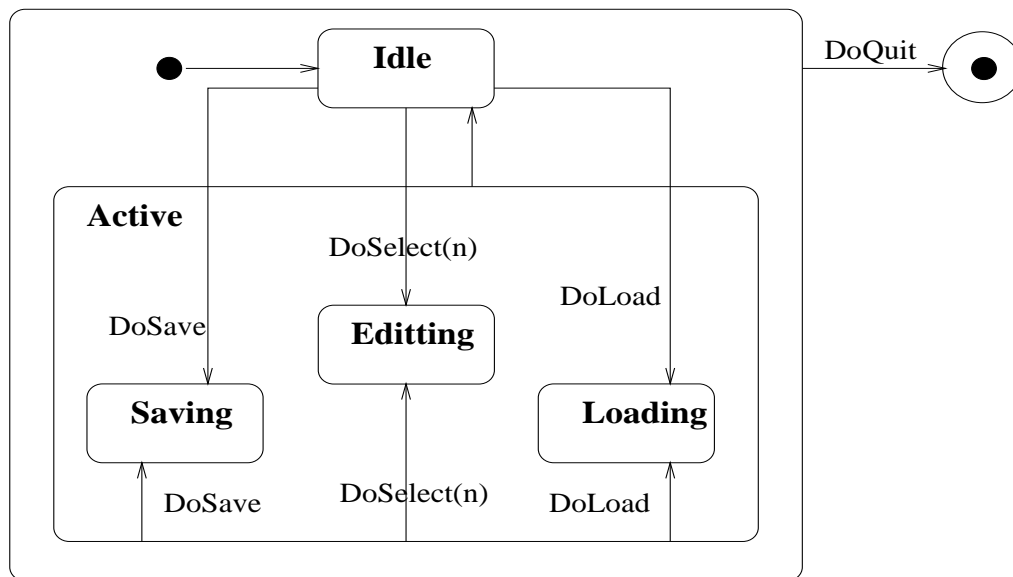 Idle
DoQuit
Active
DoSelect(n)
DoLoad
DoSave
Editting
Saving
Loading
DoSave
DoSelect(n)
DoLoad